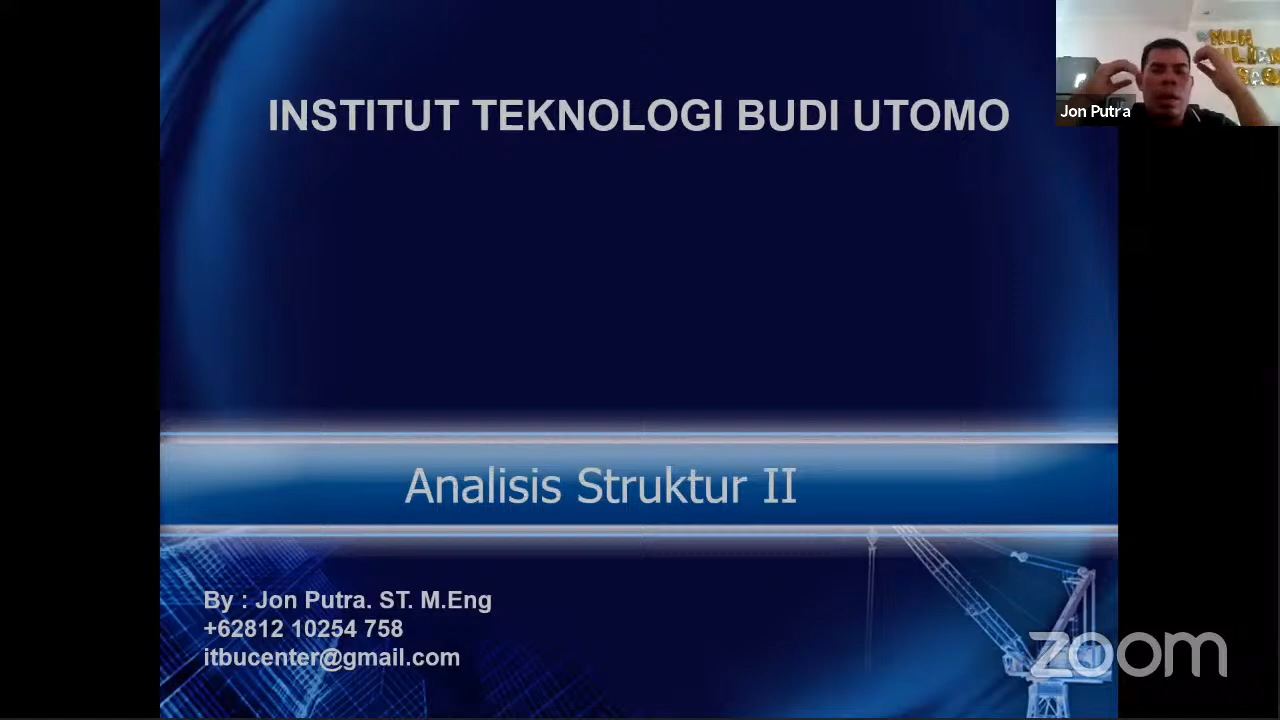 INSTITUT TEKNOLOGI BUDI UTOMO
Jon Putra
Analisis Struktur II
By : Jon Putra. ST. M.Eng
+62812 10254 758
itbucenter@gmail.com
zoom